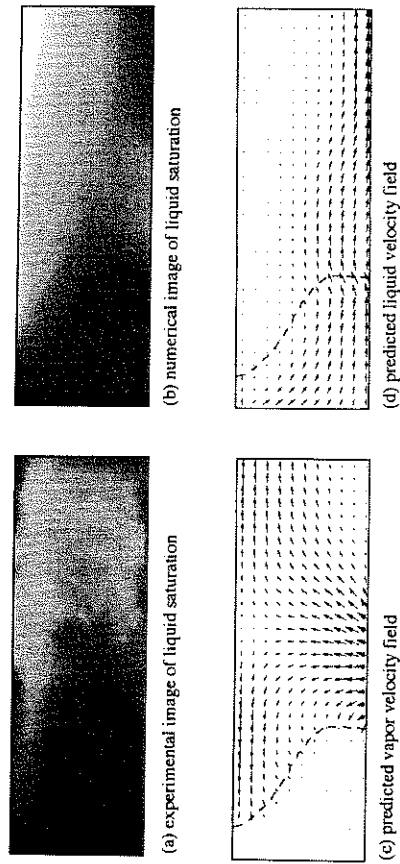 (a) experimental image of liquid saturation
(b) numerical image of liquid saturation
(c) predicted vapor velocity field
(d) predicted liquid velocity field